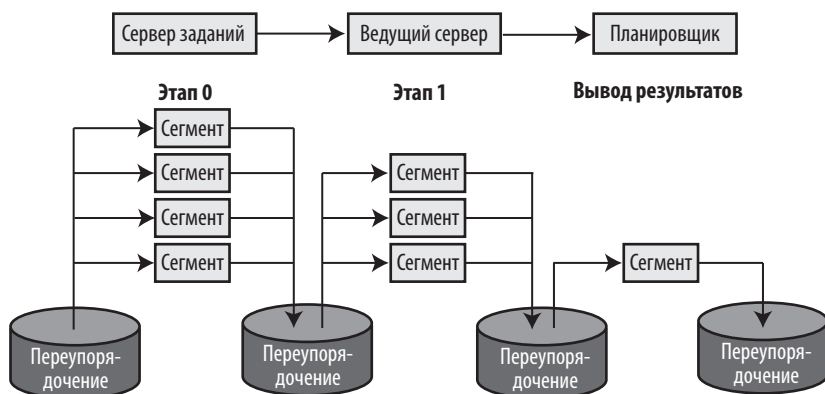 Сервер заданий
Ведущий сервер
Планировщик
Этап 0
Этап 1
Вывод результатов
Сегмент
Сегмент
Сегмент
Сегмент
Сегмент
Сегмент
Сегмент
Сегмент
Переупоря-
дочение
Переупоря-
дочение
Переупоря-
дочение
Переупоря-
дочение